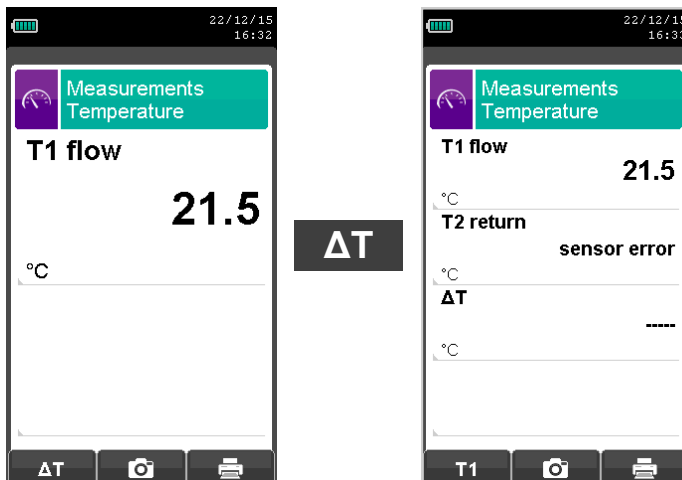 22/12/15
16:32
Measurements
Temperature
T1 flow
21.5
°C
ΔT
ΔT
22/12/15
16:33
Measurements
Temperature
T1 flow
21.5
°C
T2 return
sensor error
°C
ΔT
-----
°C
T1